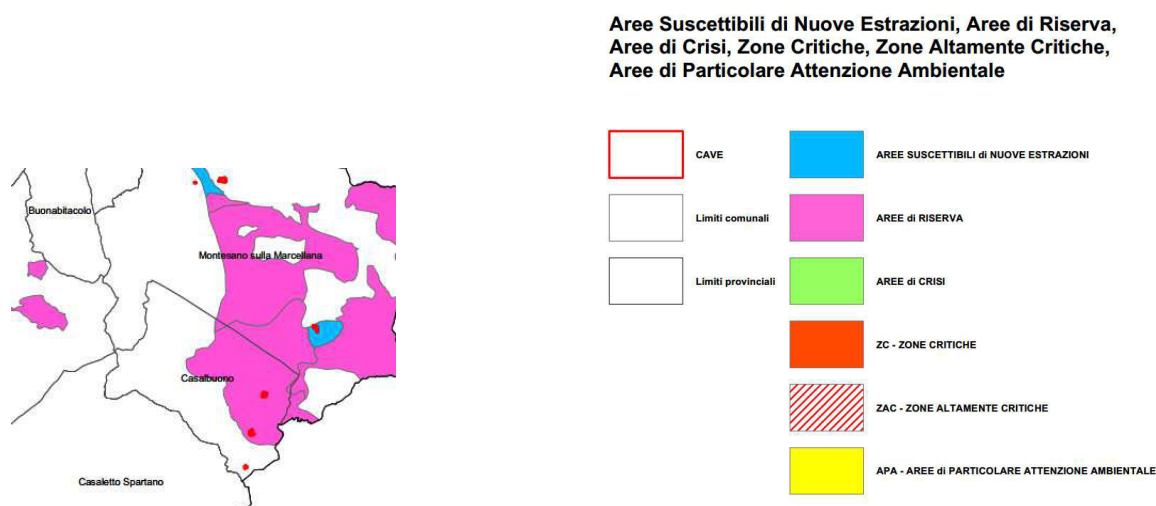 Aree Suscettibili di Nuove Estrazioni, Aree di Riserva,
Aree di Crisi, Zone Critiche, Zone Altamente Critiche,
Aree di Particolare Attenzione Ambientale
CAVE
AREE SUSCETTIBILI di NUOVE ESTRAZIONI
Limiti comunali
AREE di RISERVA
Limiti provinciali
AREE di CRISI
ZC - ZONE CRITICHE
ZAC - ZONE ALTAMENTE CRITICHE
APA - AREE di PARTICOLARE ATTENZIONE AMBIENTALE
Buonabitacolo
Montesano sulla Marcellana
Casalbuono
Casaletto Spartano